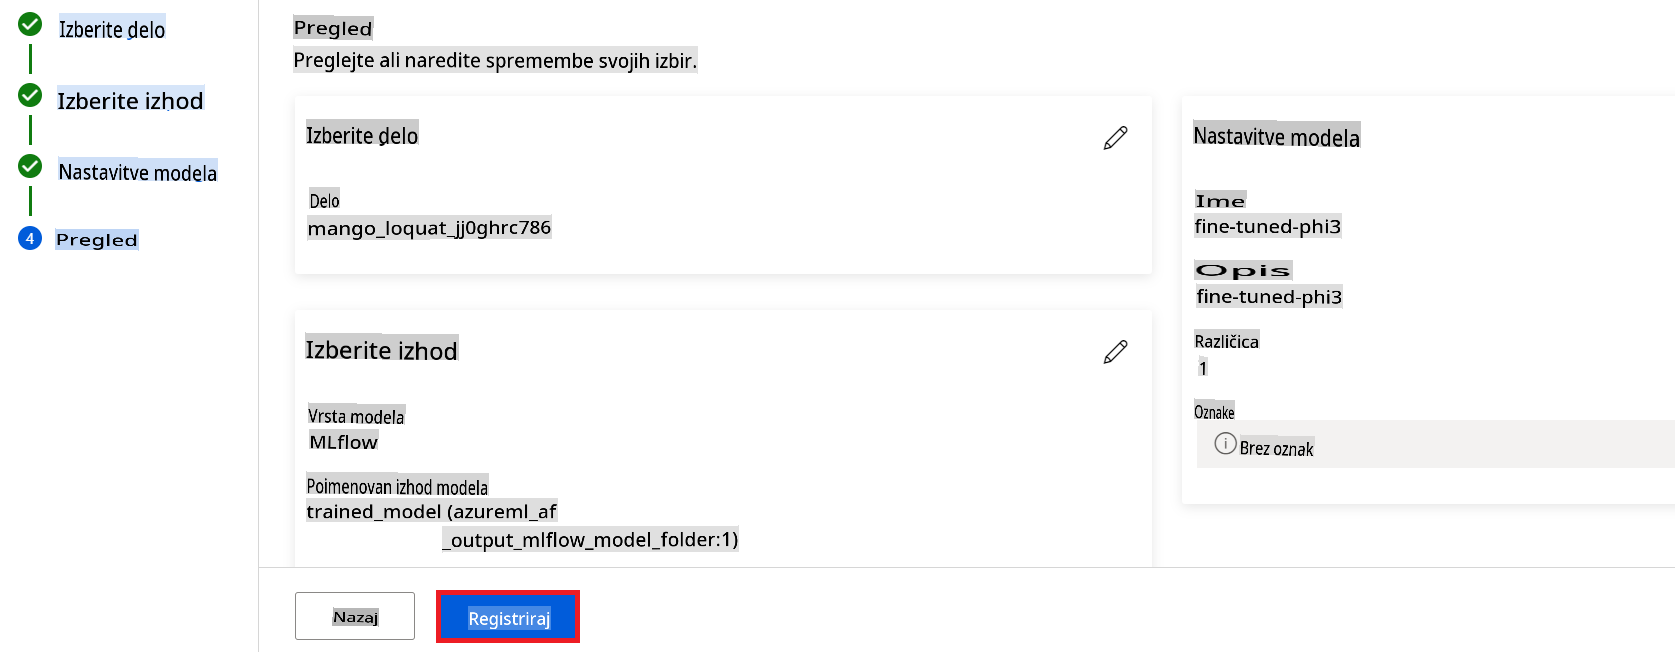 Izberite delo
Izberite izhod
Nastavitve modela
4
Pregled
Pregled
Preglejte ali naredite spremembe svojih izbir.
Izberite delo
Delo
mango_loquat_jj0ghrc786
Izberite izhod
Vrsta modela
MLflow
Poimenovan izhod modela
trained_model (azureml_af
_output_mlflow_model_folder:1)
Nastavitve modela
Ime
fine-tuned-phi3
Opis
fine-tuned-phi3
Različica
1
Oznake
Brez oznak
Nazaj
Registriraj